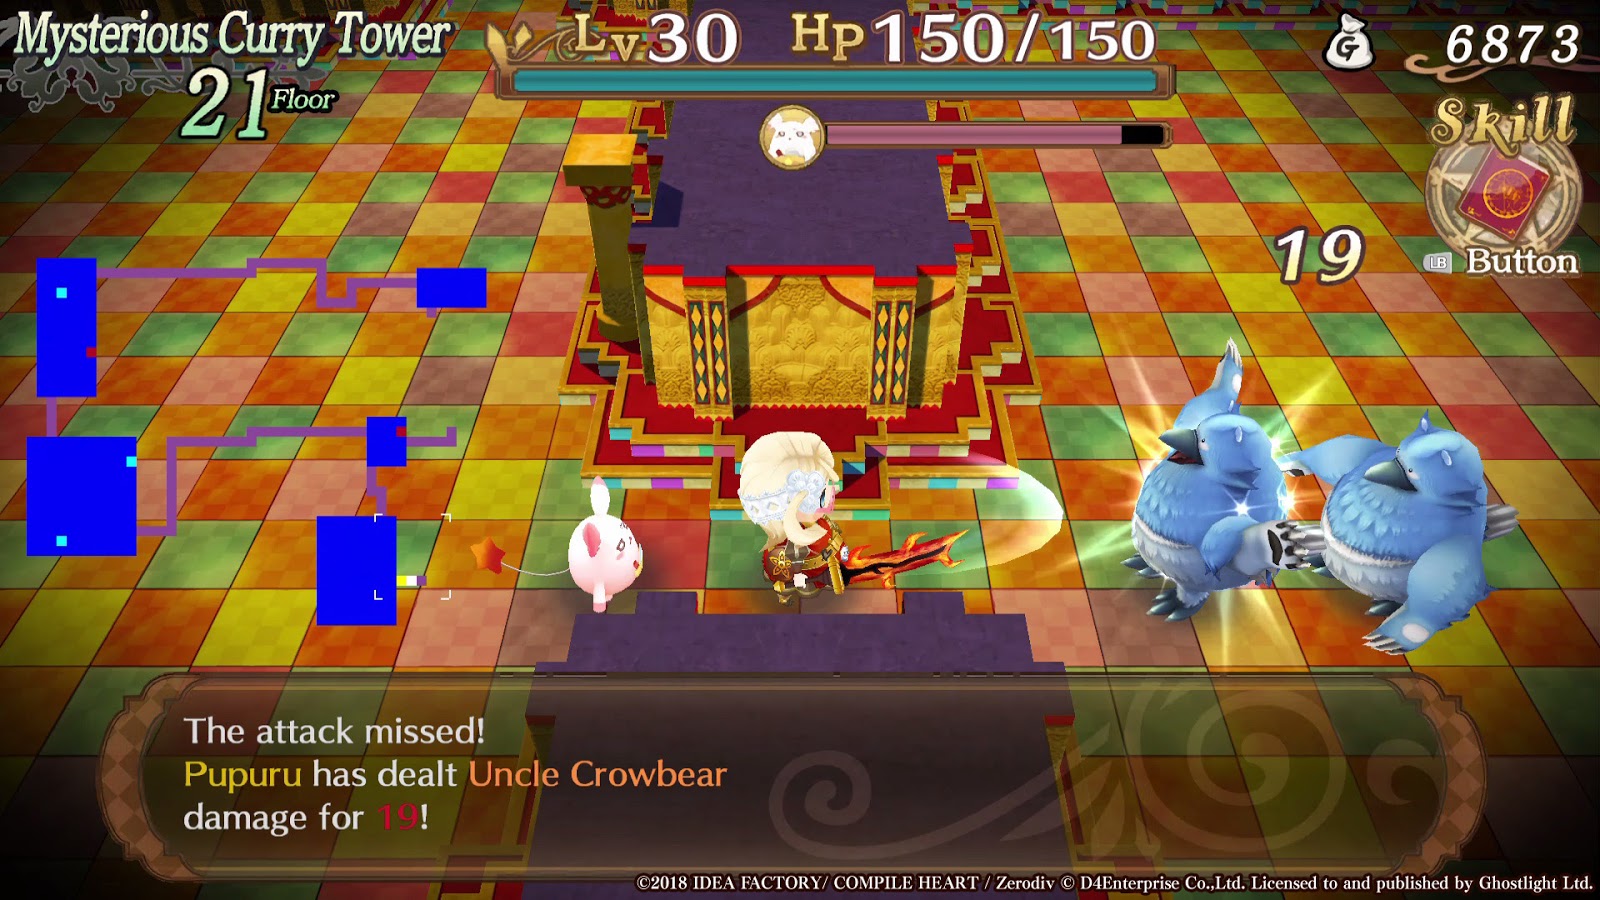 Mysterious Curry Tower
21 Floor
Lv 30 Hp 150/150
G 6873
Skill
LB Button
19
The attack missed!
Pupuru has dealt Uncle Crowbear
damage for 19!
©2018 IDEA FACTORY/ COMPILE HEART / Zerodiv © D4Enterprise Co.,Ltd. Licensed to and published by Ghostlight Ltd.